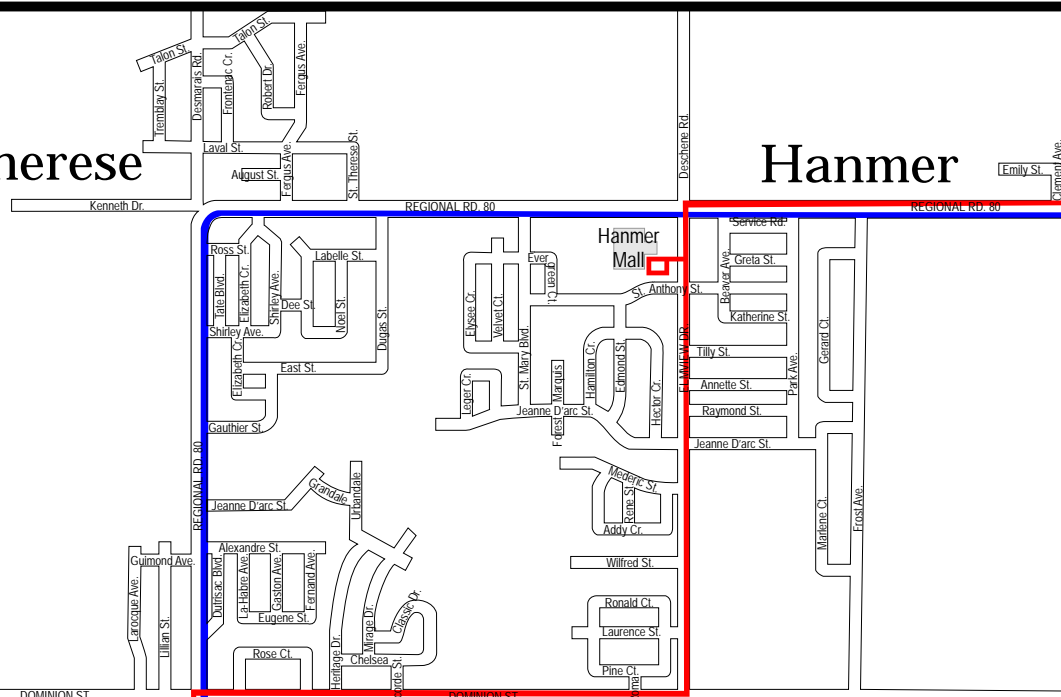 Talon St.
Talon St.
Tremblay St.
Desmarais Rd.
Frontenac Cr.
Robert Dr.
Fergus Ave.
Laval St.
August St.
Fergus Ave.
St. Therese St.
herese
Hanmer
Deschene Rd.
Emily St.
Clement Ave.
Kenneth Dr.
REGIONAL RD. 80
REGIONAL RD. 80
Service Rd.
Hanmer
Mall
Ross St.
Labelle St.
Tate Blvd.
Elizabeth Cr.
Shirley Ave.
Dee St.
Noel St.
Dugas St.
Shirley Ave.
Elizabeth Cr.
East St.
Gauthier St.
Ever
green Ct.
Elysee Cr.
Velvet Ct.
St. Mary Blvd.
St. Anthony St.
Beaver Ave.
Greta St.
Katherine St.
ELMVIEW DR.
Tilly St.
Annette St.
Raymond St.
Jeanne D'arc St.
Park Ave.
Gerard Ct.
Leger Cr.
Forest Marquis
Hamilton Cr.
Edmond St.
Hector Cr.
Jeanne D'arc St.
REGIONAL RD. 80
Jeanne D'arc St.
Grandale
Urbandale
Mederic St.
Rene St.
Addy Cr.
Marlene Ct.
Frost Ave.
Alexandre St.
Guimond Ave.
Wilfred St.
Larocque Ave.
Lillian St.
Dutrisac Blvd.
La-Habre Ave.
Gaston Ave.
Fernand Ave.
Eugene St.
Rose Ct.
Heritage Dr.
Mirage Dr.
Classic Dr.
Chelsea
corde St.
Ronald Ct.
Laurence St.
Pine Ct.
oma
DOMINION ST.
DOMINION ST.